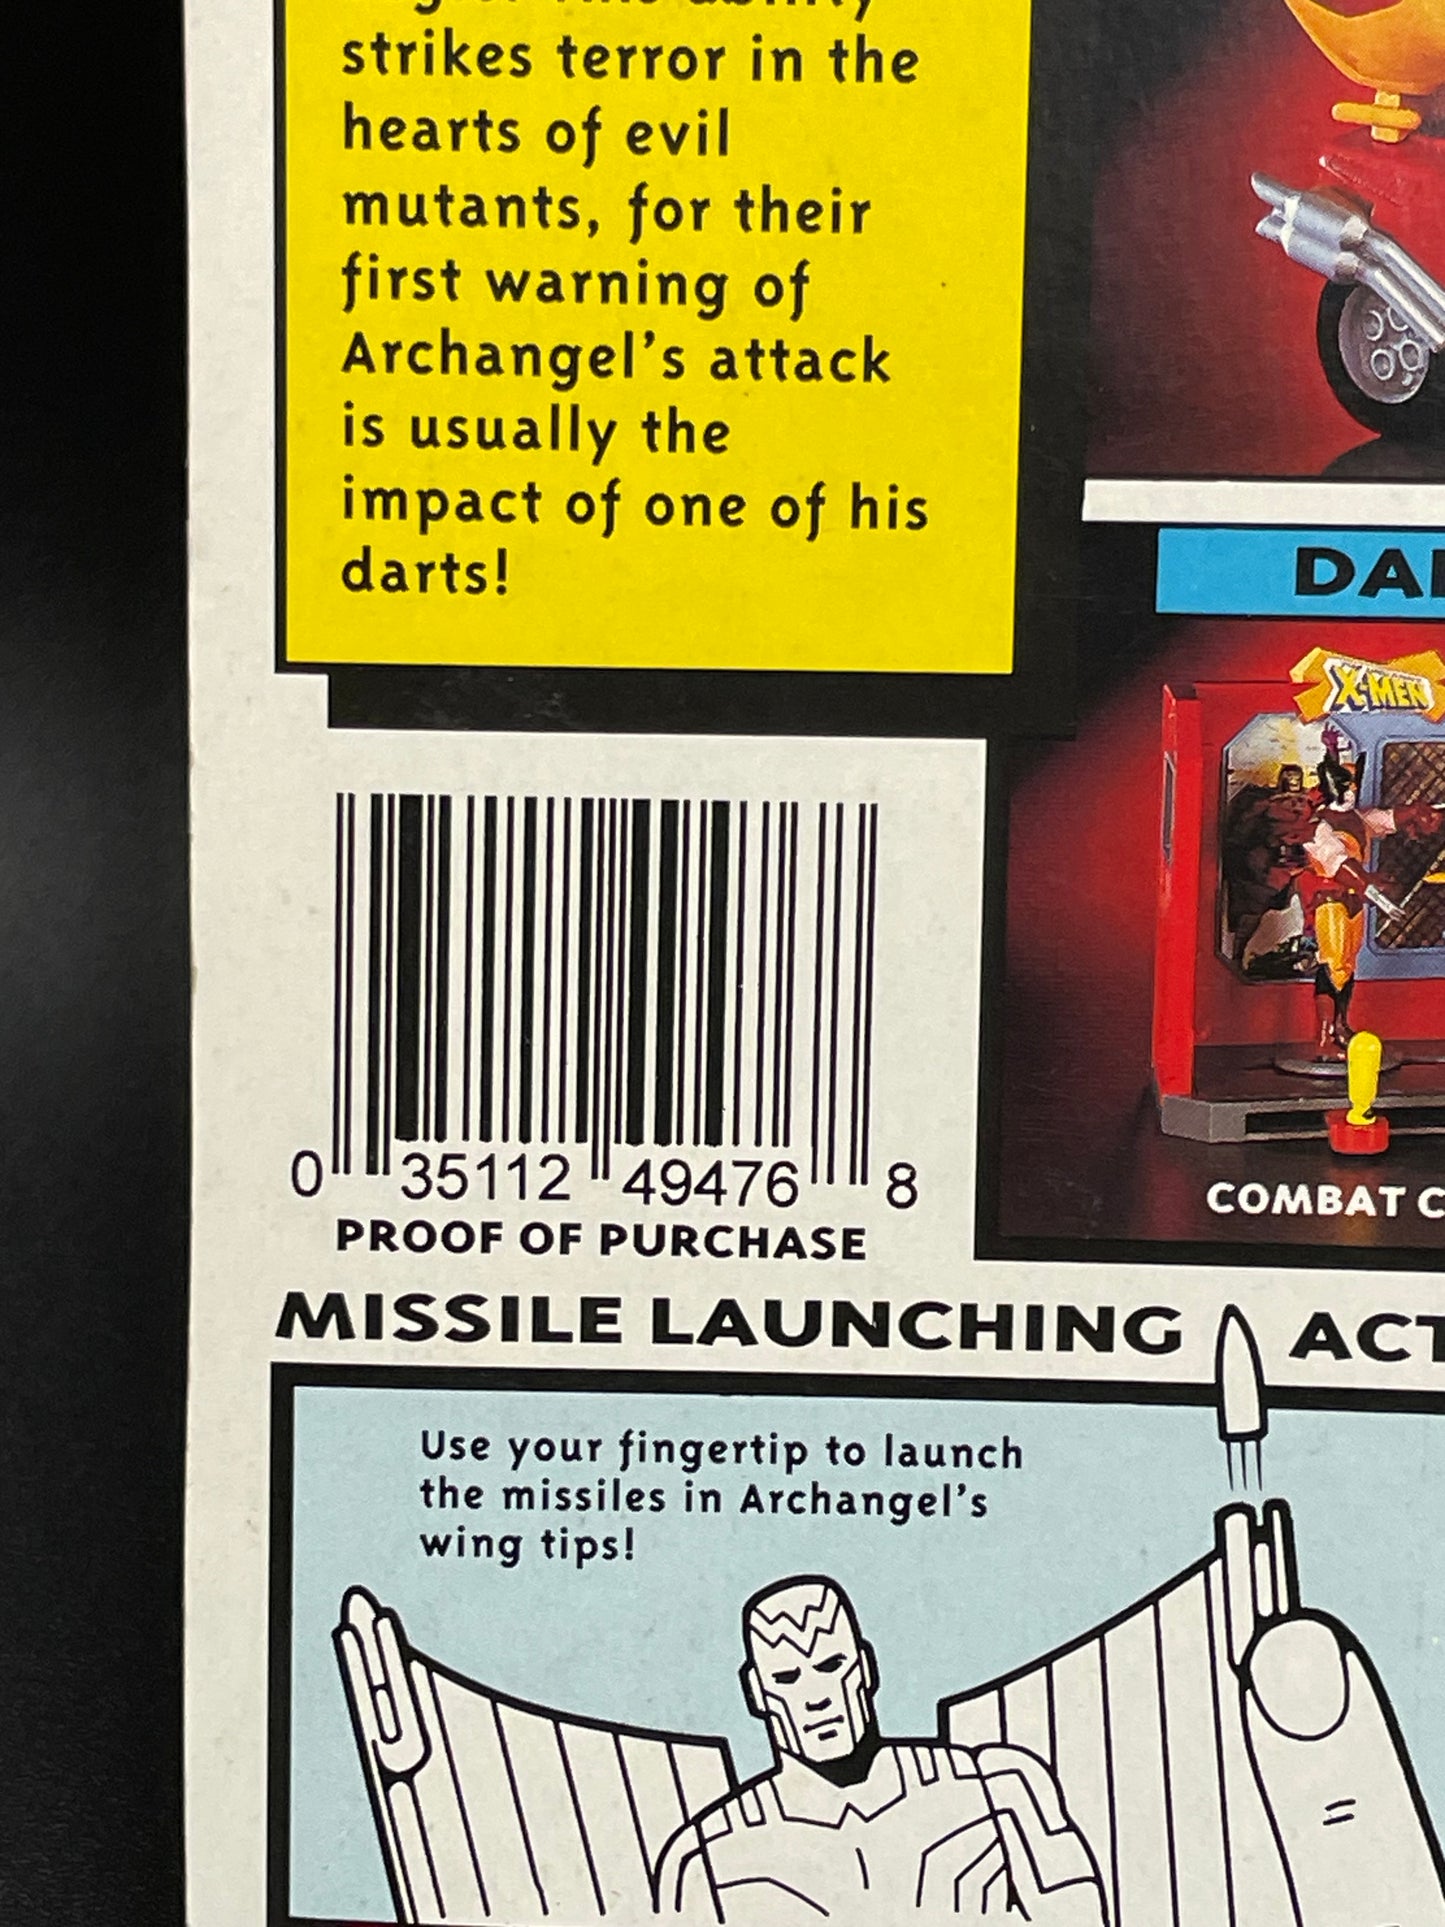 strikes terror in the
hearts of evil
mutants, for their
first warning of
Archangel's attack
is usually the
impact of one of his
darts!
X-MEN
COMBAT
0 35112 49476 8
PROOF OF PURCHASE
MISSILE LAUNCHING
Use your fingertip to launch
the missiles in Archangel's
wing tips!